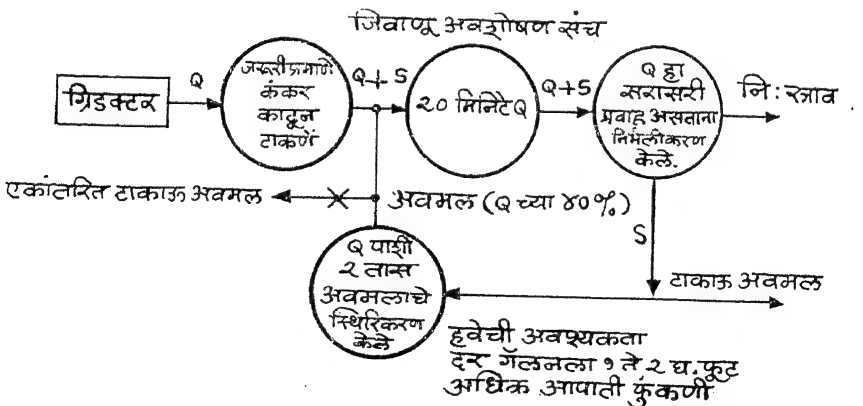 जिवाणू अवशोषण संच
ग्रिडक्टर
Q
जरूरीप्रमाणे
कंकर
काढून
टाकणें
Q+S
२० मिनिटे Q
Q+S
Q हा
सरासरी
प्रवाह असताना
निर्मलीकरण
केले.
नि:स्त्राव
एकांतरित टाकाऊ अवमल
अवमल (Q च्या ४०%)
S
Q पाशी
२ तास
अवमलाचे
स्थिरिकरण
केले
टाकाऊ अवमल
हवेची अवश्यकता
दर गॅलनला १ ते २ घ. फूट
अधिक आपाती फुंकणी